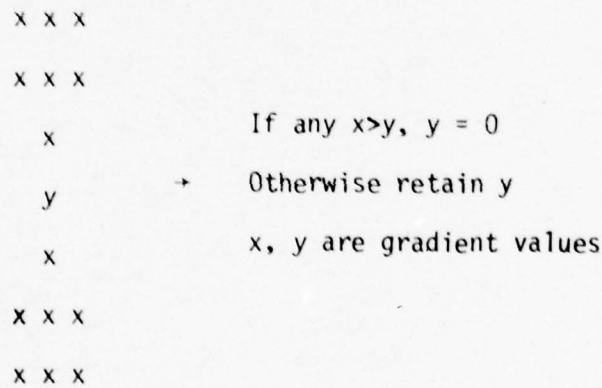 x x x
x x x
x
If any x>y, y = 0
y → Otherwise retain y
x
x, y are gradient values
x x x
x x x